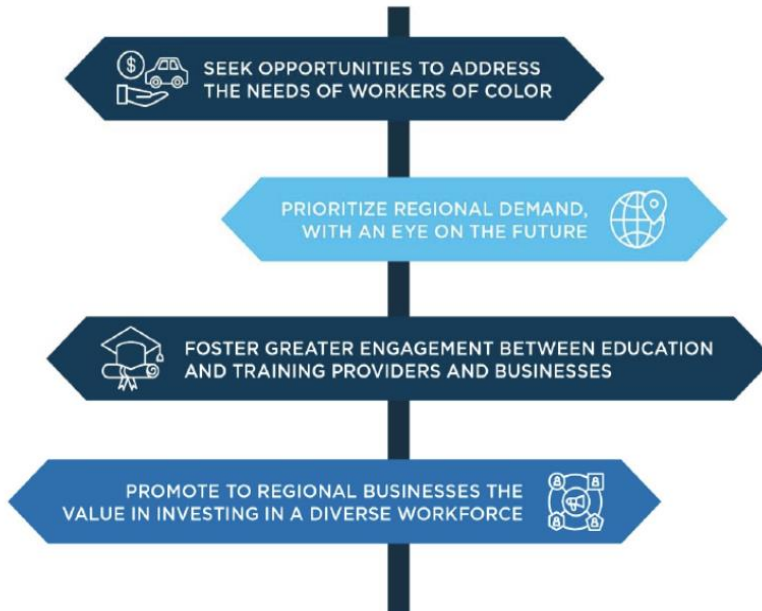 $
SEEK OPPORTUNITIES TO ADDRESS
THE NEEDS OF WORKERS OF COLOR
PRIORITIZE REGIONAL DEMAND,
WITH AN EYE ON THE FUTURE
FOSTER GREATER ENGAGEMENT BETWEEN EDUCATION
AND TRAINING PROVIDERS AND BUSINESSES
PROMOTE TO REGIONAL BUSINESSES THE
VALUE IN INVESTING IN A DIVERSE WORKFORCE